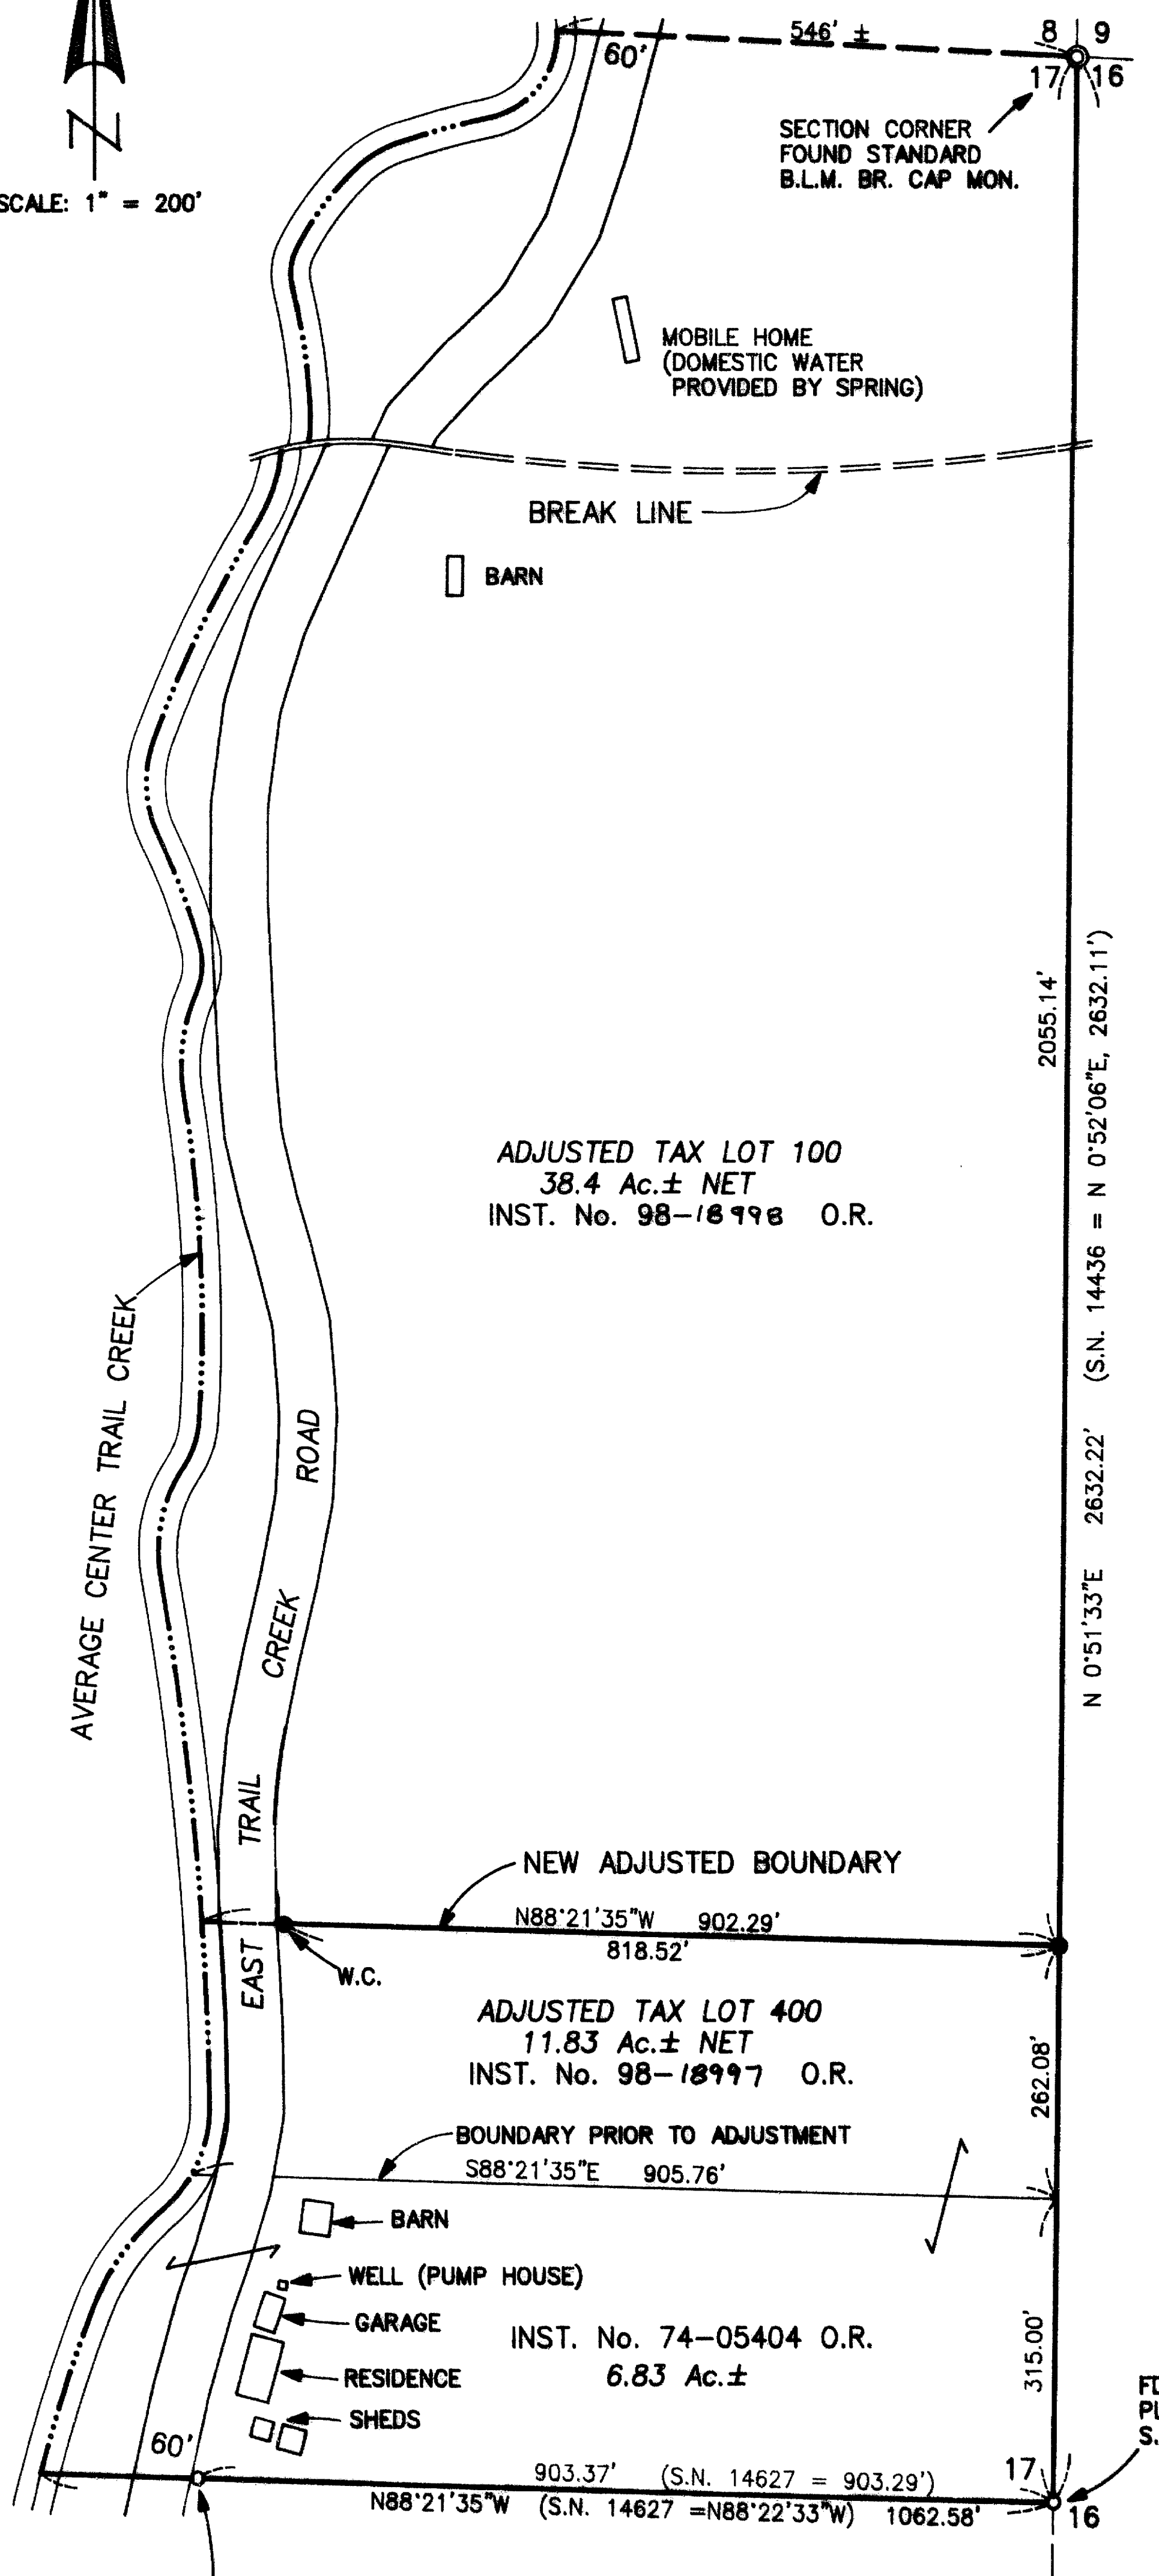 546' ±
8 9
60'
17 16
SECTION CORNER
FOUND STANDARD
B.L.M. BR. CAP MON.
N
SCALE: 1" = 200'
MOBILE HOME
(DOMESTIC WATER
PROVIDED BY SPRING)
BREAK LINE
BARN
2055.14'
N 0°51'33"E 2632.22' (S.N. 14436 = N 0°52'06"E, 2632.11')
ADJUSTED TAX LOT 100
38.4 Ac.± NET
INST. No. 98-18998 O.R.
AVERAGE CENTER TRAIL CREEK
EAST TRAIL CREEK ROAD
NEW ADJUSTED BOUNDARY
N88°21'35"W 902.29'
818.52'
W.C.
ADJUSTED TAX LOT 400
11.83 Ac.± NET
INST. No. 98-18997 O.R.
262.08'
BOUNDARY PRIOR TO ADJUSTMENT
S88°21'35"E 905.76'
BARN
WELL (PUMP HOUSE)
GARAGE
INST. No. 74-05404 O.R.
6.83 Ac.±
315.00'
RESIDENCE
SHEDS
60'
903.37' (S.N. 14627 = 903.29')
N88°21'35"W (S.N. 14627 =N88°22'33"W) 1062.58'
17
16
S.